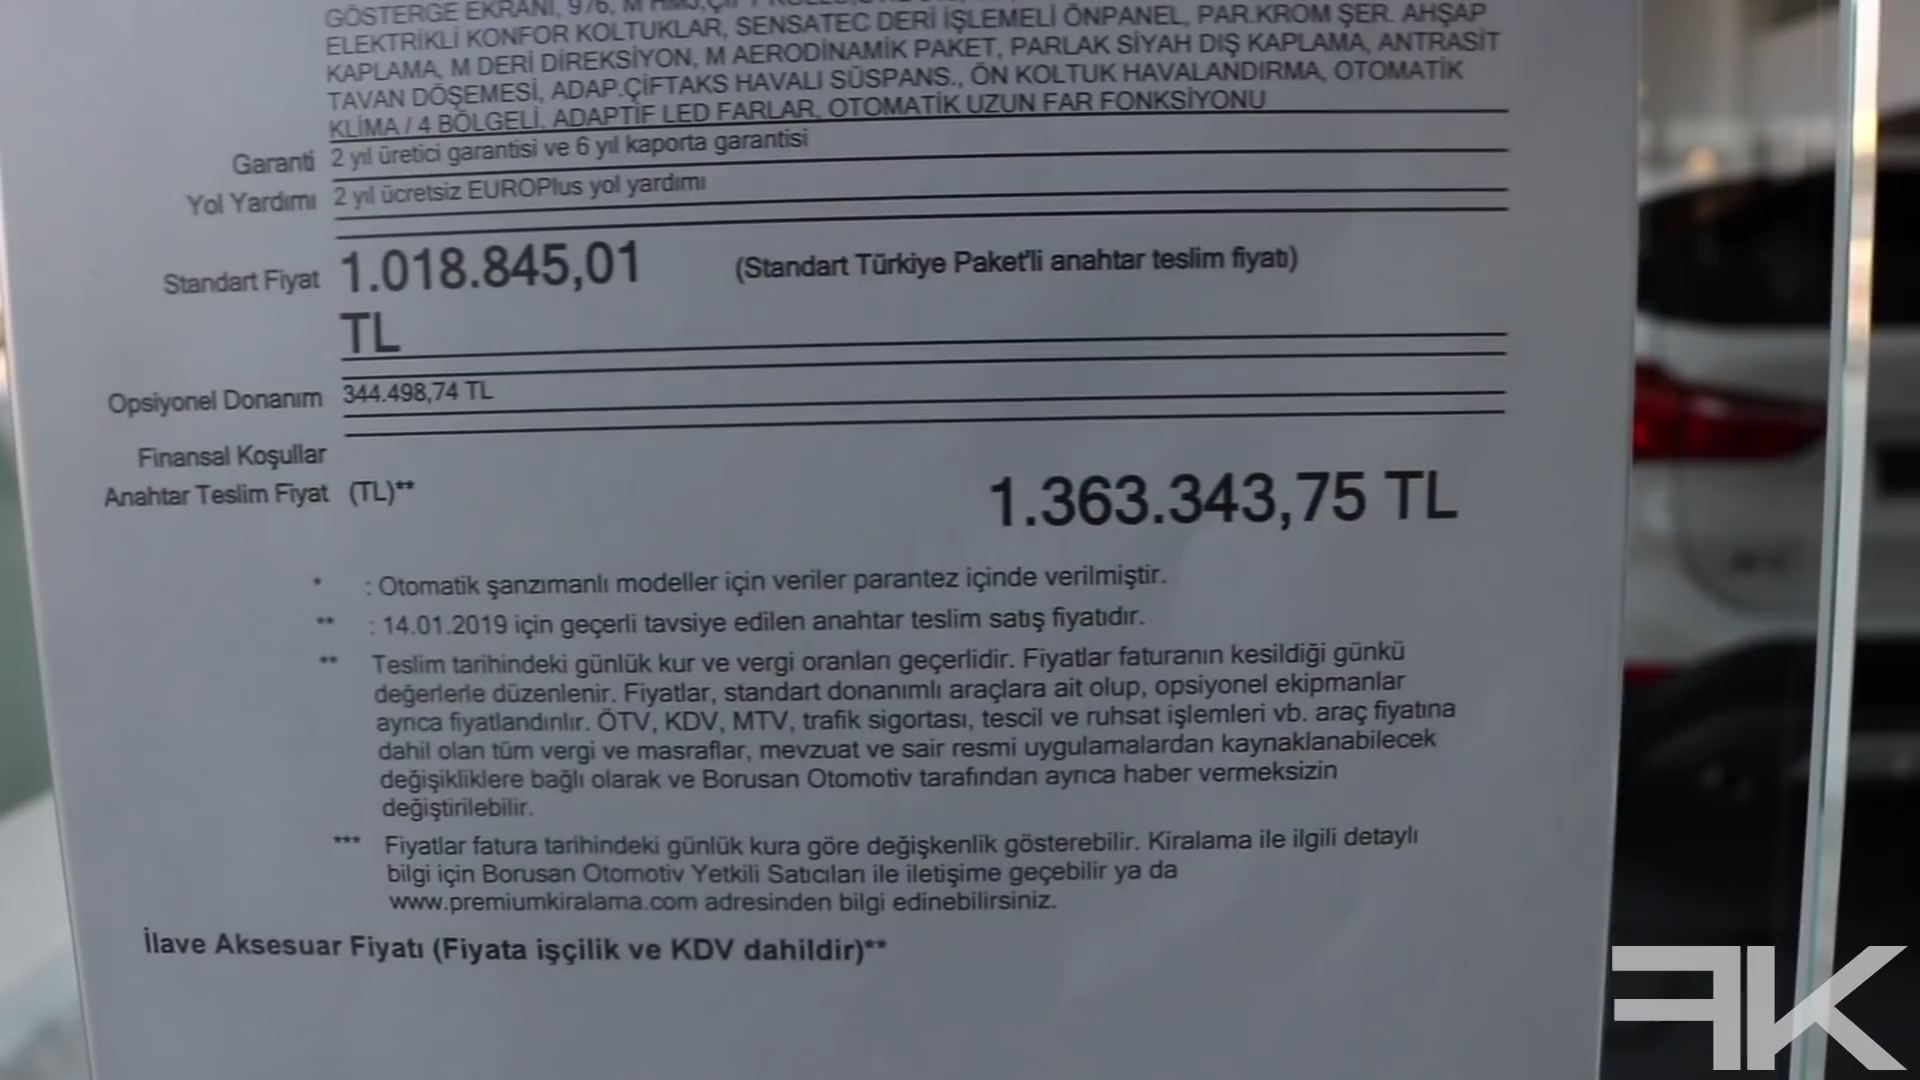 GÖSTERGE EKRANI, 976, M
ELEKTRİKLİ KONFOR KOLTUKLAR, SENSATEC DERİ İŞLEMELİ ÖNPANEL, PAR.KROM ŞER. AHŞAP
KAPLAMA, M DERİ DİREKSİYON, M AERODİNAMİK PAKET, PARLAK SİYAH DIŞ KAPLAMA, ANTRASİT
TAVAN DÖŞEMESİ, ADAP.ÇİFTAKS HAVALI SÜSPANS., ÖN KOLTUK HAVALANDIRMA, OTOMATİK
KLİMA / 4 BÖLGELİ, ADAPTİF LED FARLAR, OTOMATİK UZUN FAR FONKSİYONU
Garanti 2 yıl üretici garantisi ve 6 yıl kaporta garantisi
Yol Yardımı 2 yıl ücretsiz EUROPlus yol yardımı
Standart Fiyat 1.018.845,01 (Standart Türkiye Paket'li anahtar teslim fiyatı)
TL
Opsiyonel Donanım 344.498,74 TL
Finansal Koşullar
Anahtar Teslim Fiyat (TL)** 1.363.343,75 TL
* : Otomatik şanzımanlı modeller için veriler parantez içinde verilmiştir.
** : 14.01.2019 için geçerli tavsiye edilen anahtar teslim satış fiyatıdır.
** Teslim tarihindeki günlük kur ve vergi oranları geçerlidir. Fiyatlar faturanın kesildiği günkü
değerlerle düzenlenir. Fiyatlar, standart donanımlı araçlara ait olup, opsiyonel ekipmanlar
ayrıca fiyatlandırılır. ÖTV, KDV, MTV, trafik sigortası, tescil ve ruhsat işlemleri vb. araç fiyatına
dahil olan tüm vergi ve masraflar, mevzuat ve sair resmi uygulamalardan kaynaklanabilecek
değişikliklere bağlı olarak ve Borusan Otomotiv tarafından ayrıca haber vermeksizin
değiştirilebilir.
*** Fiyatlar fatura tarihindeki günlük kura göre değişkenlik gösterebilir. Kiralama ile ilgili detaylı
bilgi için Borusan Otomotiv Yetkili Satıcıları ile iletişime geçebilir ya da
www.premiumkiralama.com adresinden bilgi edinebilirsiniz.
İlave Aksesuar Fiyatı (Fiyata işçilik ve KDV dahildir)**